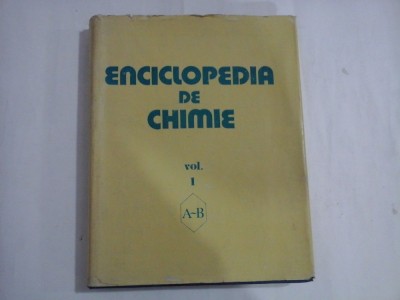 ENCICLOPEDIA
DE
CHIMIE
vol.
1
A-B